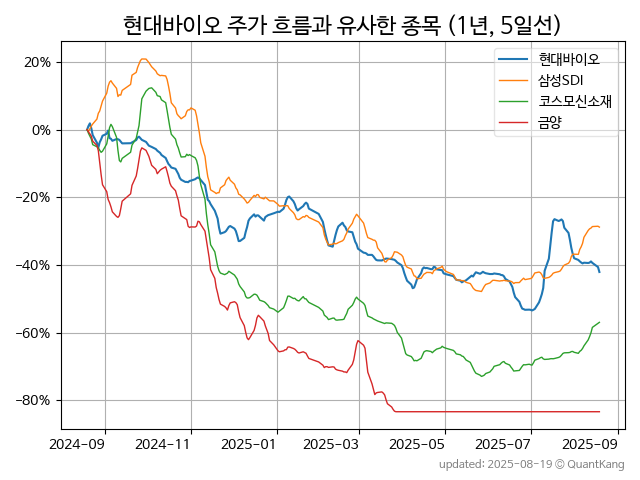 현대바이오 주가 흐름과 유사한 종목 (1년, 5일선)
현대바이오
삼성SDI
코스모신소재
금양
20%
0%
−20%
−40%
−60%
−80%
2024-09 2024-11 2025-01 2025-03 2025-05 2025-07 2025-09
updated: 2025-08-19 © QuantKang